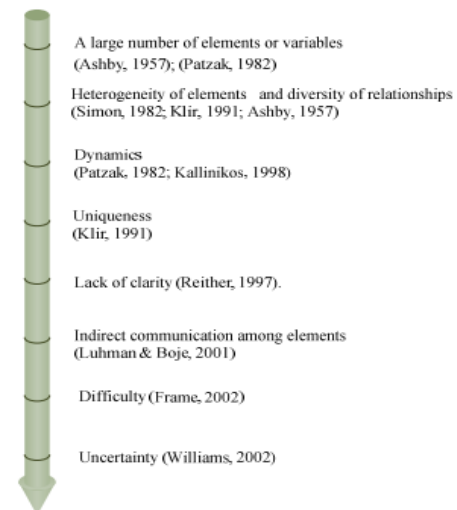 A large number of elements or variables
(Ashby, 1957); (Patzak, 1982)
Heterogeneity of elements and diversity of relationships
(Simon, 1982; Klir, 1991; Ashby, 1957)
Dynamics
(Patzak, 1982; Kallinikos, 1998)
Uniqueness
(Klir, 1991)
Lack of clarity (Reither, 1997).
Indirect communication among elements
(Luhman & Boje, 2001)
Difficulty (Frame, 2002)
Uncertainty (Williams, 2002)